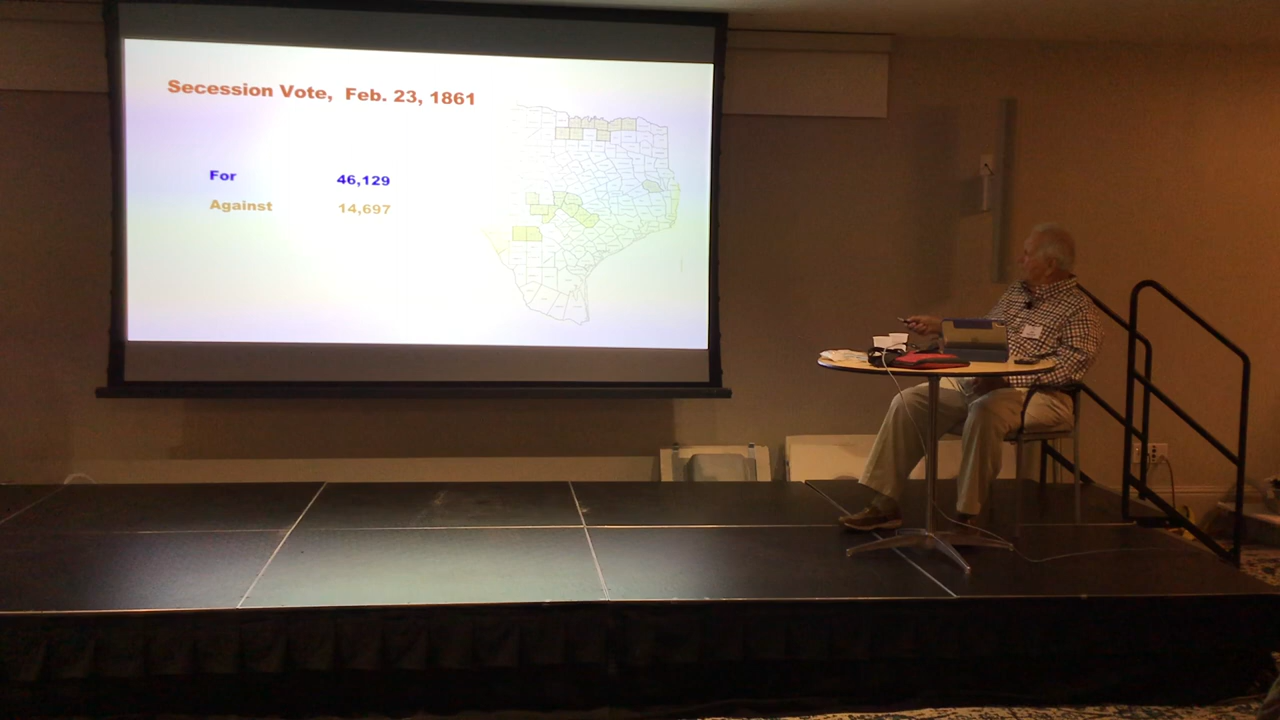 Secession Vote, Feb. 23, 1861
For 46,129
Against 14,697